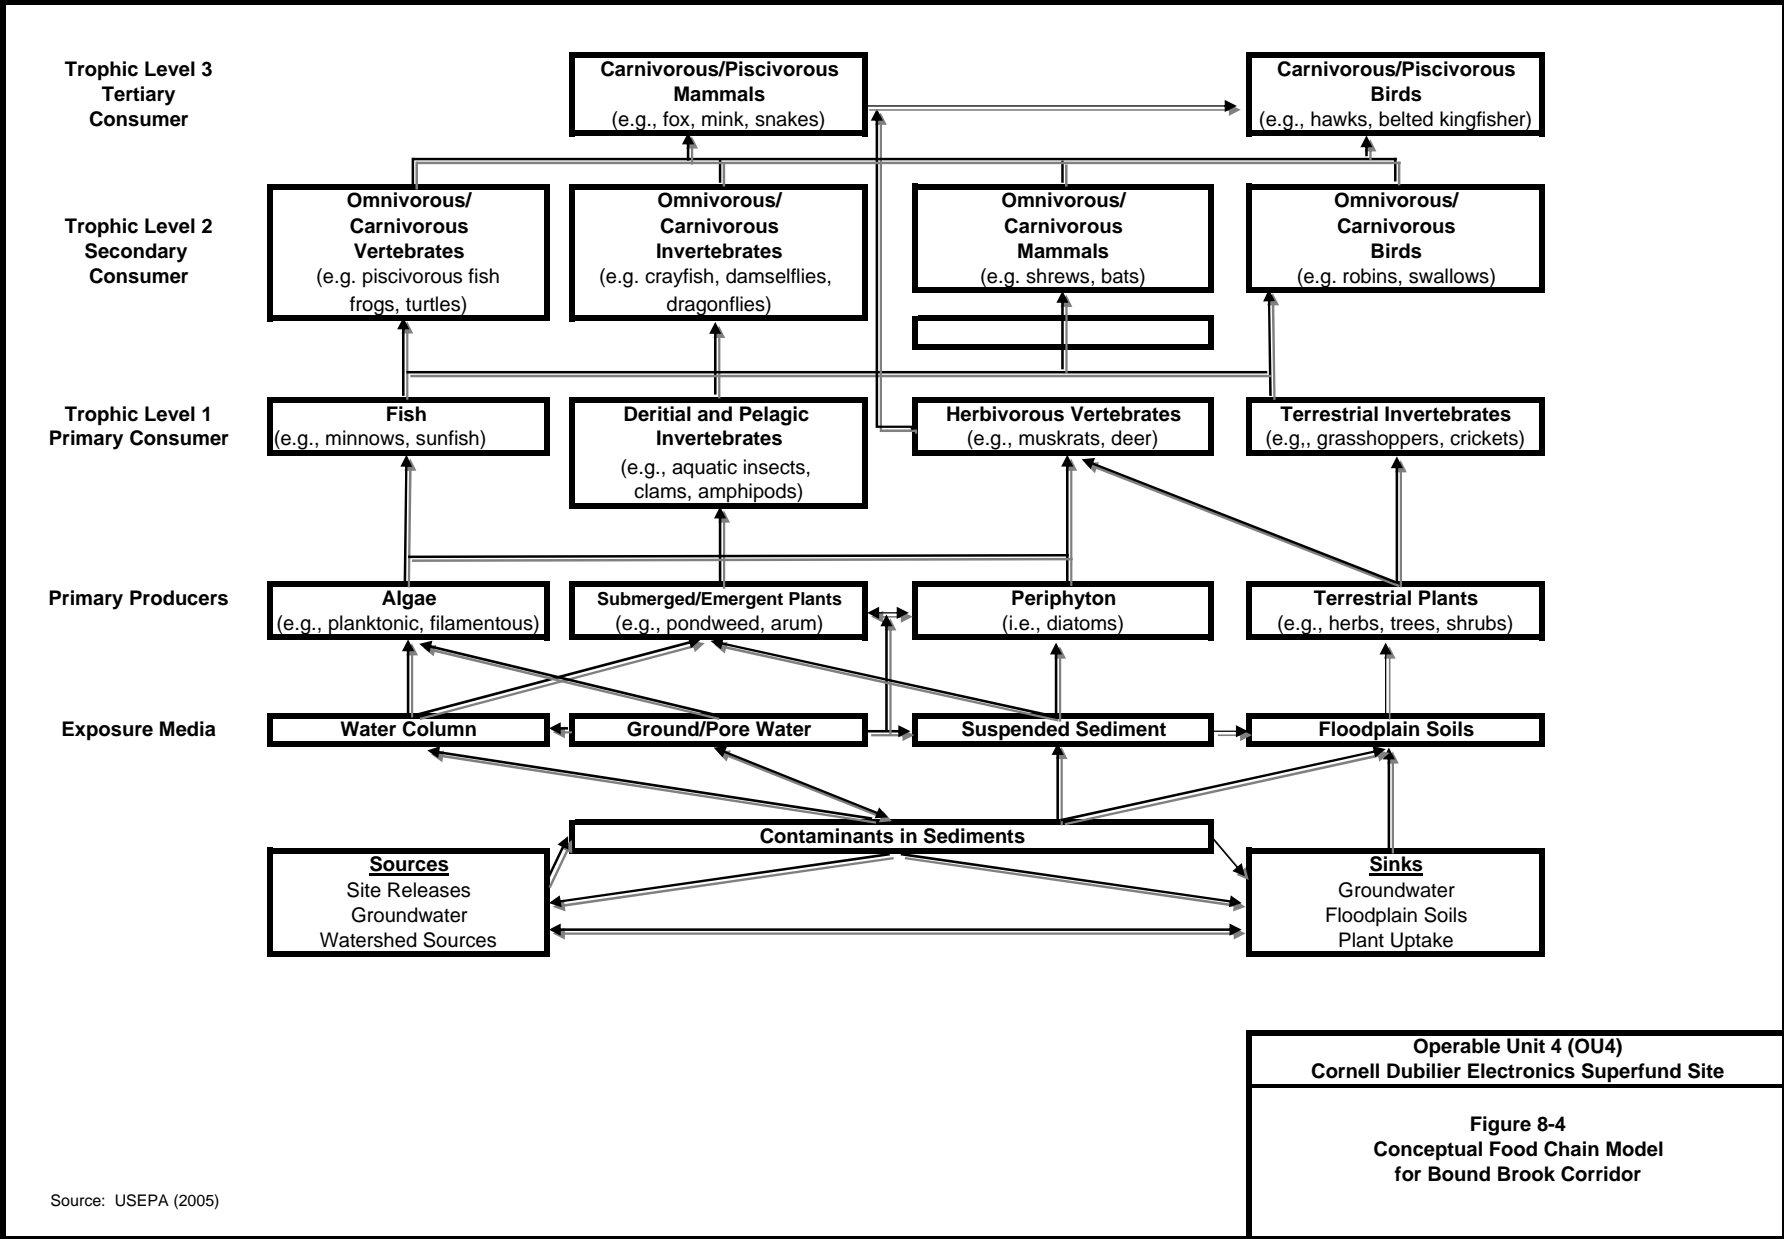 Trophic Level 3
Tertiary
Consumer
Carnivorous/Piscivorous
Mammals
(e.g., fox, mink, snakes)
Carnivorous/Piscivorous
Birds
(e.g., hawks, belted kingfisher)
Trophic Level 2
Secondary
Consumer
Omnivorous/
Carnivorous
Vertebrates
(e.g. piscivorous fish
frogs, turtles)
Omnivorous/
Carnivorous
Invertebrates
(e.g. crayfish, damselflies,
dragonflies)
Omnivorous/
Carnivorous
Mammals
(e.g. shrews, bats)
Omnivorous/
Carnivorous
Birds
(e.g. robins, swallows)
Trophic Level 1
Primary Consumer
Fish
(e.g., minnows, sunfish)
Deritial and Pelagic
Invertebrates
(e.g., aquatic insects,
clams, amphipods)
Herbivorous Vertebrates
(e.g., muskrats, deer)
Terrestrial Invertebrates
(e.g,, grasshoppers, crickets)
Primary Producers
Algae
(e.g., planktonic, filamentous)
Submerged/Emergent Plants
(e.g., pondweed, arum)
Periphyton
(i.e., diatoms)
Terrestrial Plants
(e.g., herbs, trees, shrubs)
Exposure Media
Water Column
Ground/Pore Water
Suspended Sediment
Floodplain Soils
Contaminants in Sediments
Sources
Site Releases
Groundwater
Watershed Sources
Sinks
Groundwater
Floodplain Soils
Plant Uptake
Operable Unit 4 (OU4)
Cornell Dubilier Electronics Superfund Site
Figure 8-4
Conceptual Food Chain Model
for Bound Brook Corridor
Source: USEPA (2005)